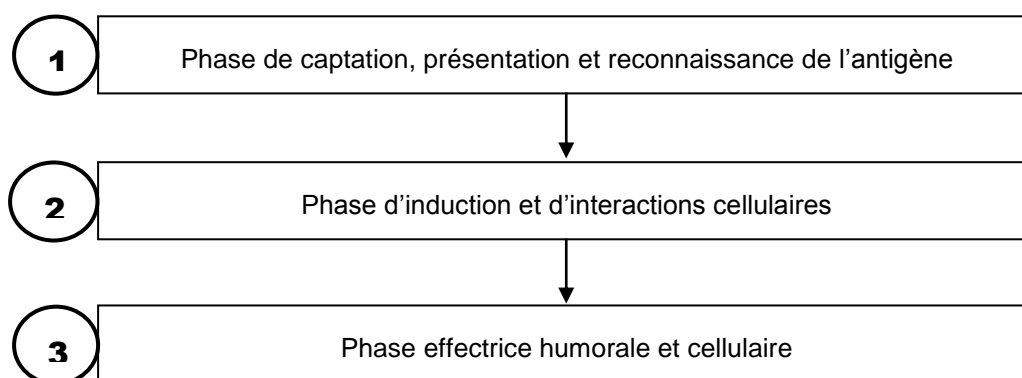 1 Phase de captation, présentation et reconnaissance de l’antigène
2 Phase d’induction et d’interactions cellulaires
3 Phase effectrice humorale et cellulaire